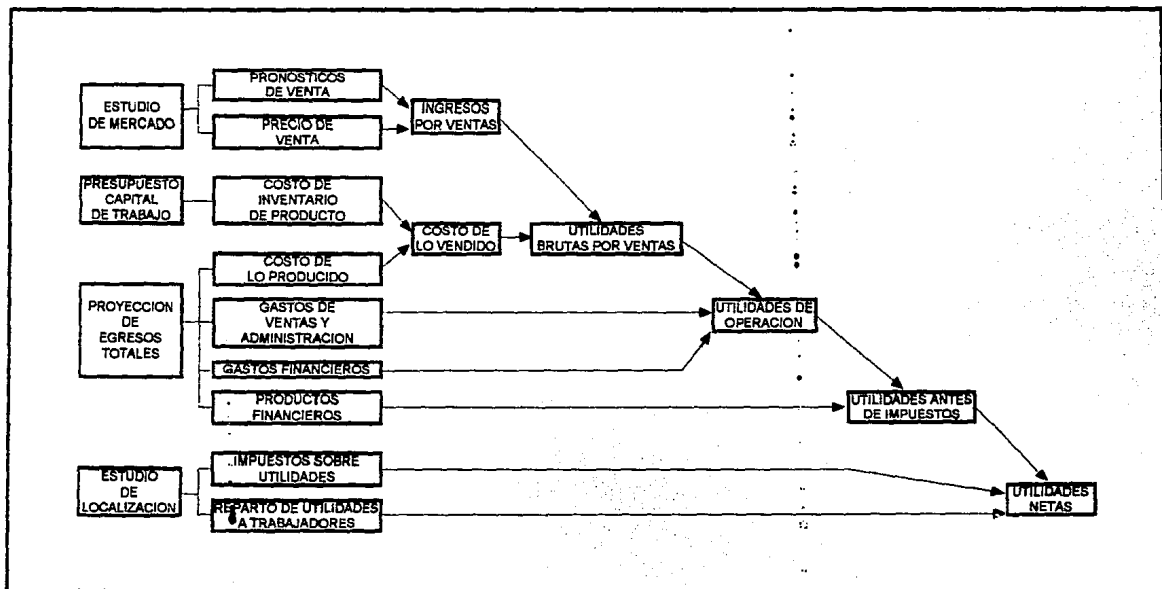 ESTUDIO
DE MERCADO
PRONOSTICOS
DE VENTA
PRECIO DE
VENTA
INGRESOS
POR VENTAS
PRESUPUESTO
CAPITAL
DE TRABAJO
COSTO DE
INVENTARIO
DE PRODUCTO
COSTO DE
LO VENDIDO
UTILIDADES
BRUTAS POR VENTAS
PROYECCION
DE
EGRESOS
TOTALES
COSTO DE
LO PRODUCIDO
GASTOS DE
VENTAS Y
ADMINISTRACION
GASTOS FINANCIEROS
PRODUCTOS
FINANCIEROS
UTILIDADES DE
OPERACION
UTILIDADES ANTES
DE IMPUESTOS
ESTUDIO
DE
LOCALIZACION
IMPUESTOS SOBRE
UTILIDADES
REPARTO DE UTILIDADES
A TRABAJADORES
UTILIDADES
NETAS